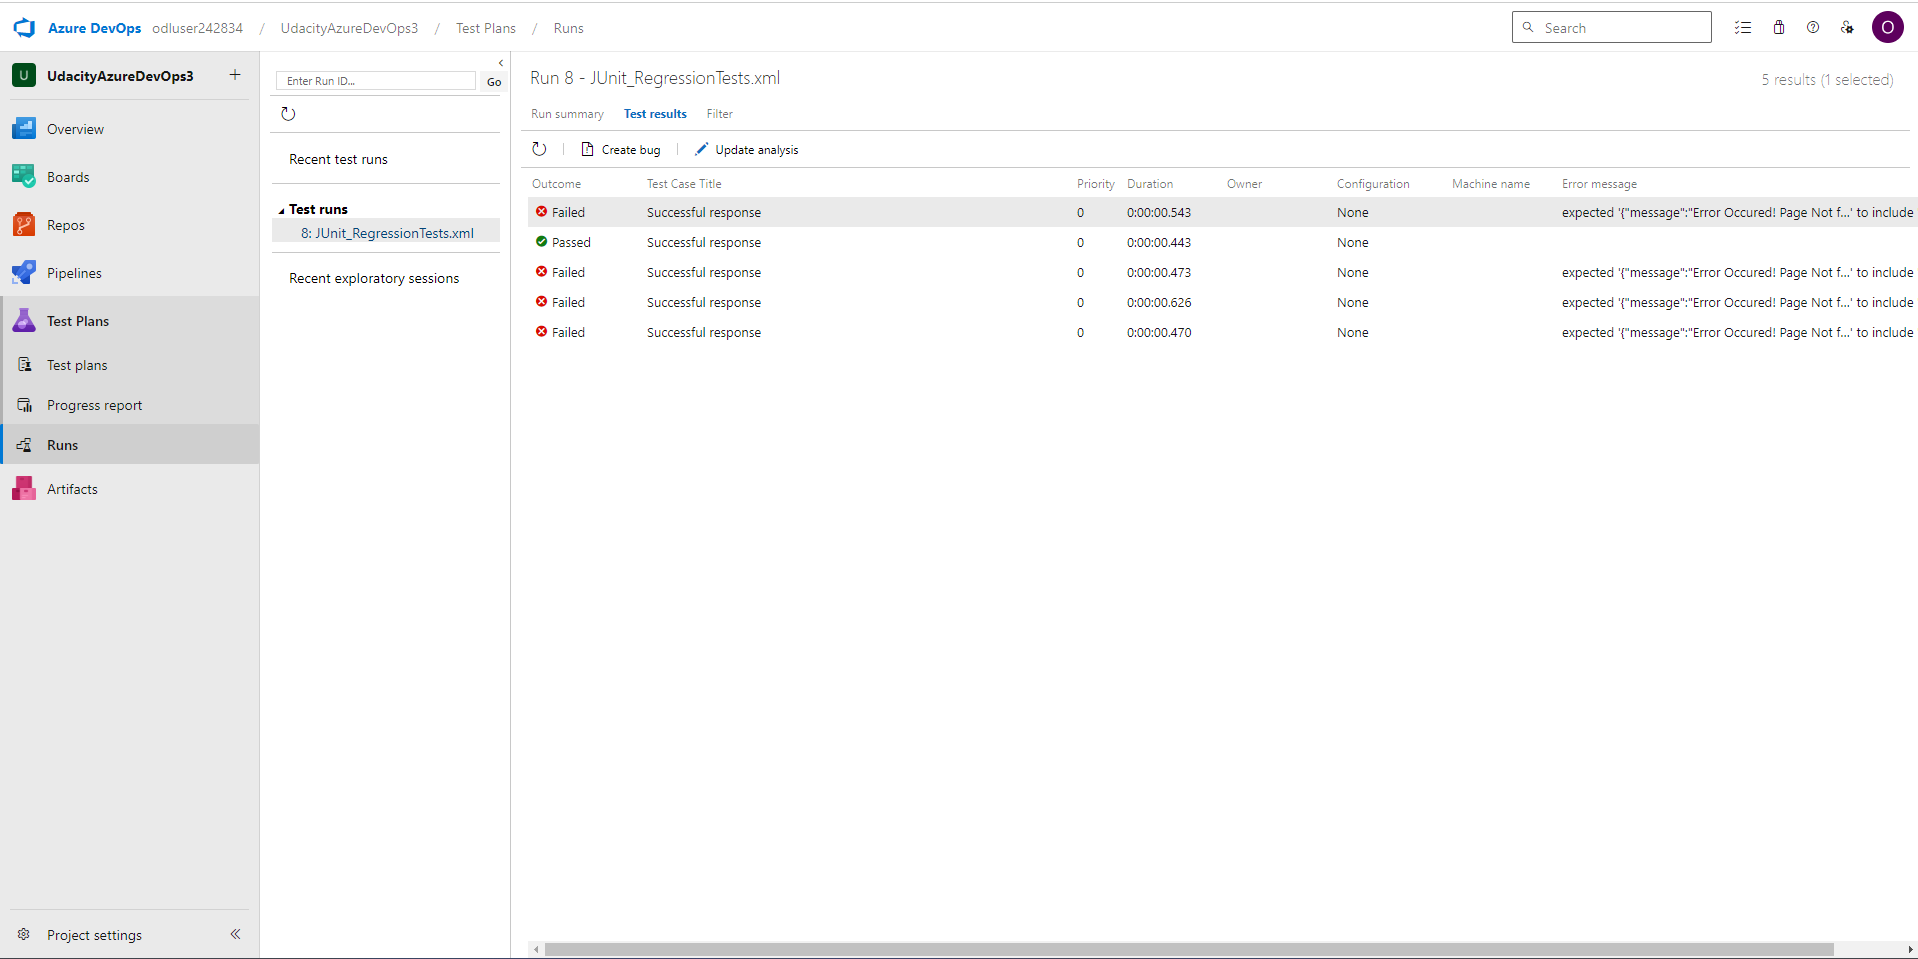 Azure DevOps odluser242834 / UdacityAzureDevOps3 / Test Plans / Runs
Search
O
U UdacityAzureDevOps3 +
Overview
Boards
Repos
Pipelines
Test Plans
Test plans
Progress report
Runs
Artifacts
Project settings
Enter Run ID... Go
Recent test runs
Test runs
8: JUnit_RegressionTests.xml
Recent exploratory sessions
Run 8 - JUnit_RegressionTests.xml
5 results (1 selected)
Run summary Test results Filter
Create bug Update analysis
Outcome Test Case Title Priority Duration Owner Configuration Machine name Error message
Failed Successful response 0 0:00:00.543 None expected '{"message":"Error Occured! Page Not f...' to include
Passed Successful response 0 0:00:00.443 None
Failed Successful response 0 0:00:00.473 None expected '{"message":"Error Occured! Page Not f...' to include
Failed Successful response 0 0:00:00.626 None expected '{"message":"Error Occured! Page Not f...' to include
Failed Successful response 0 0:00:00.470 None expected '{"message":"Error Occured! Page Not f...' to include